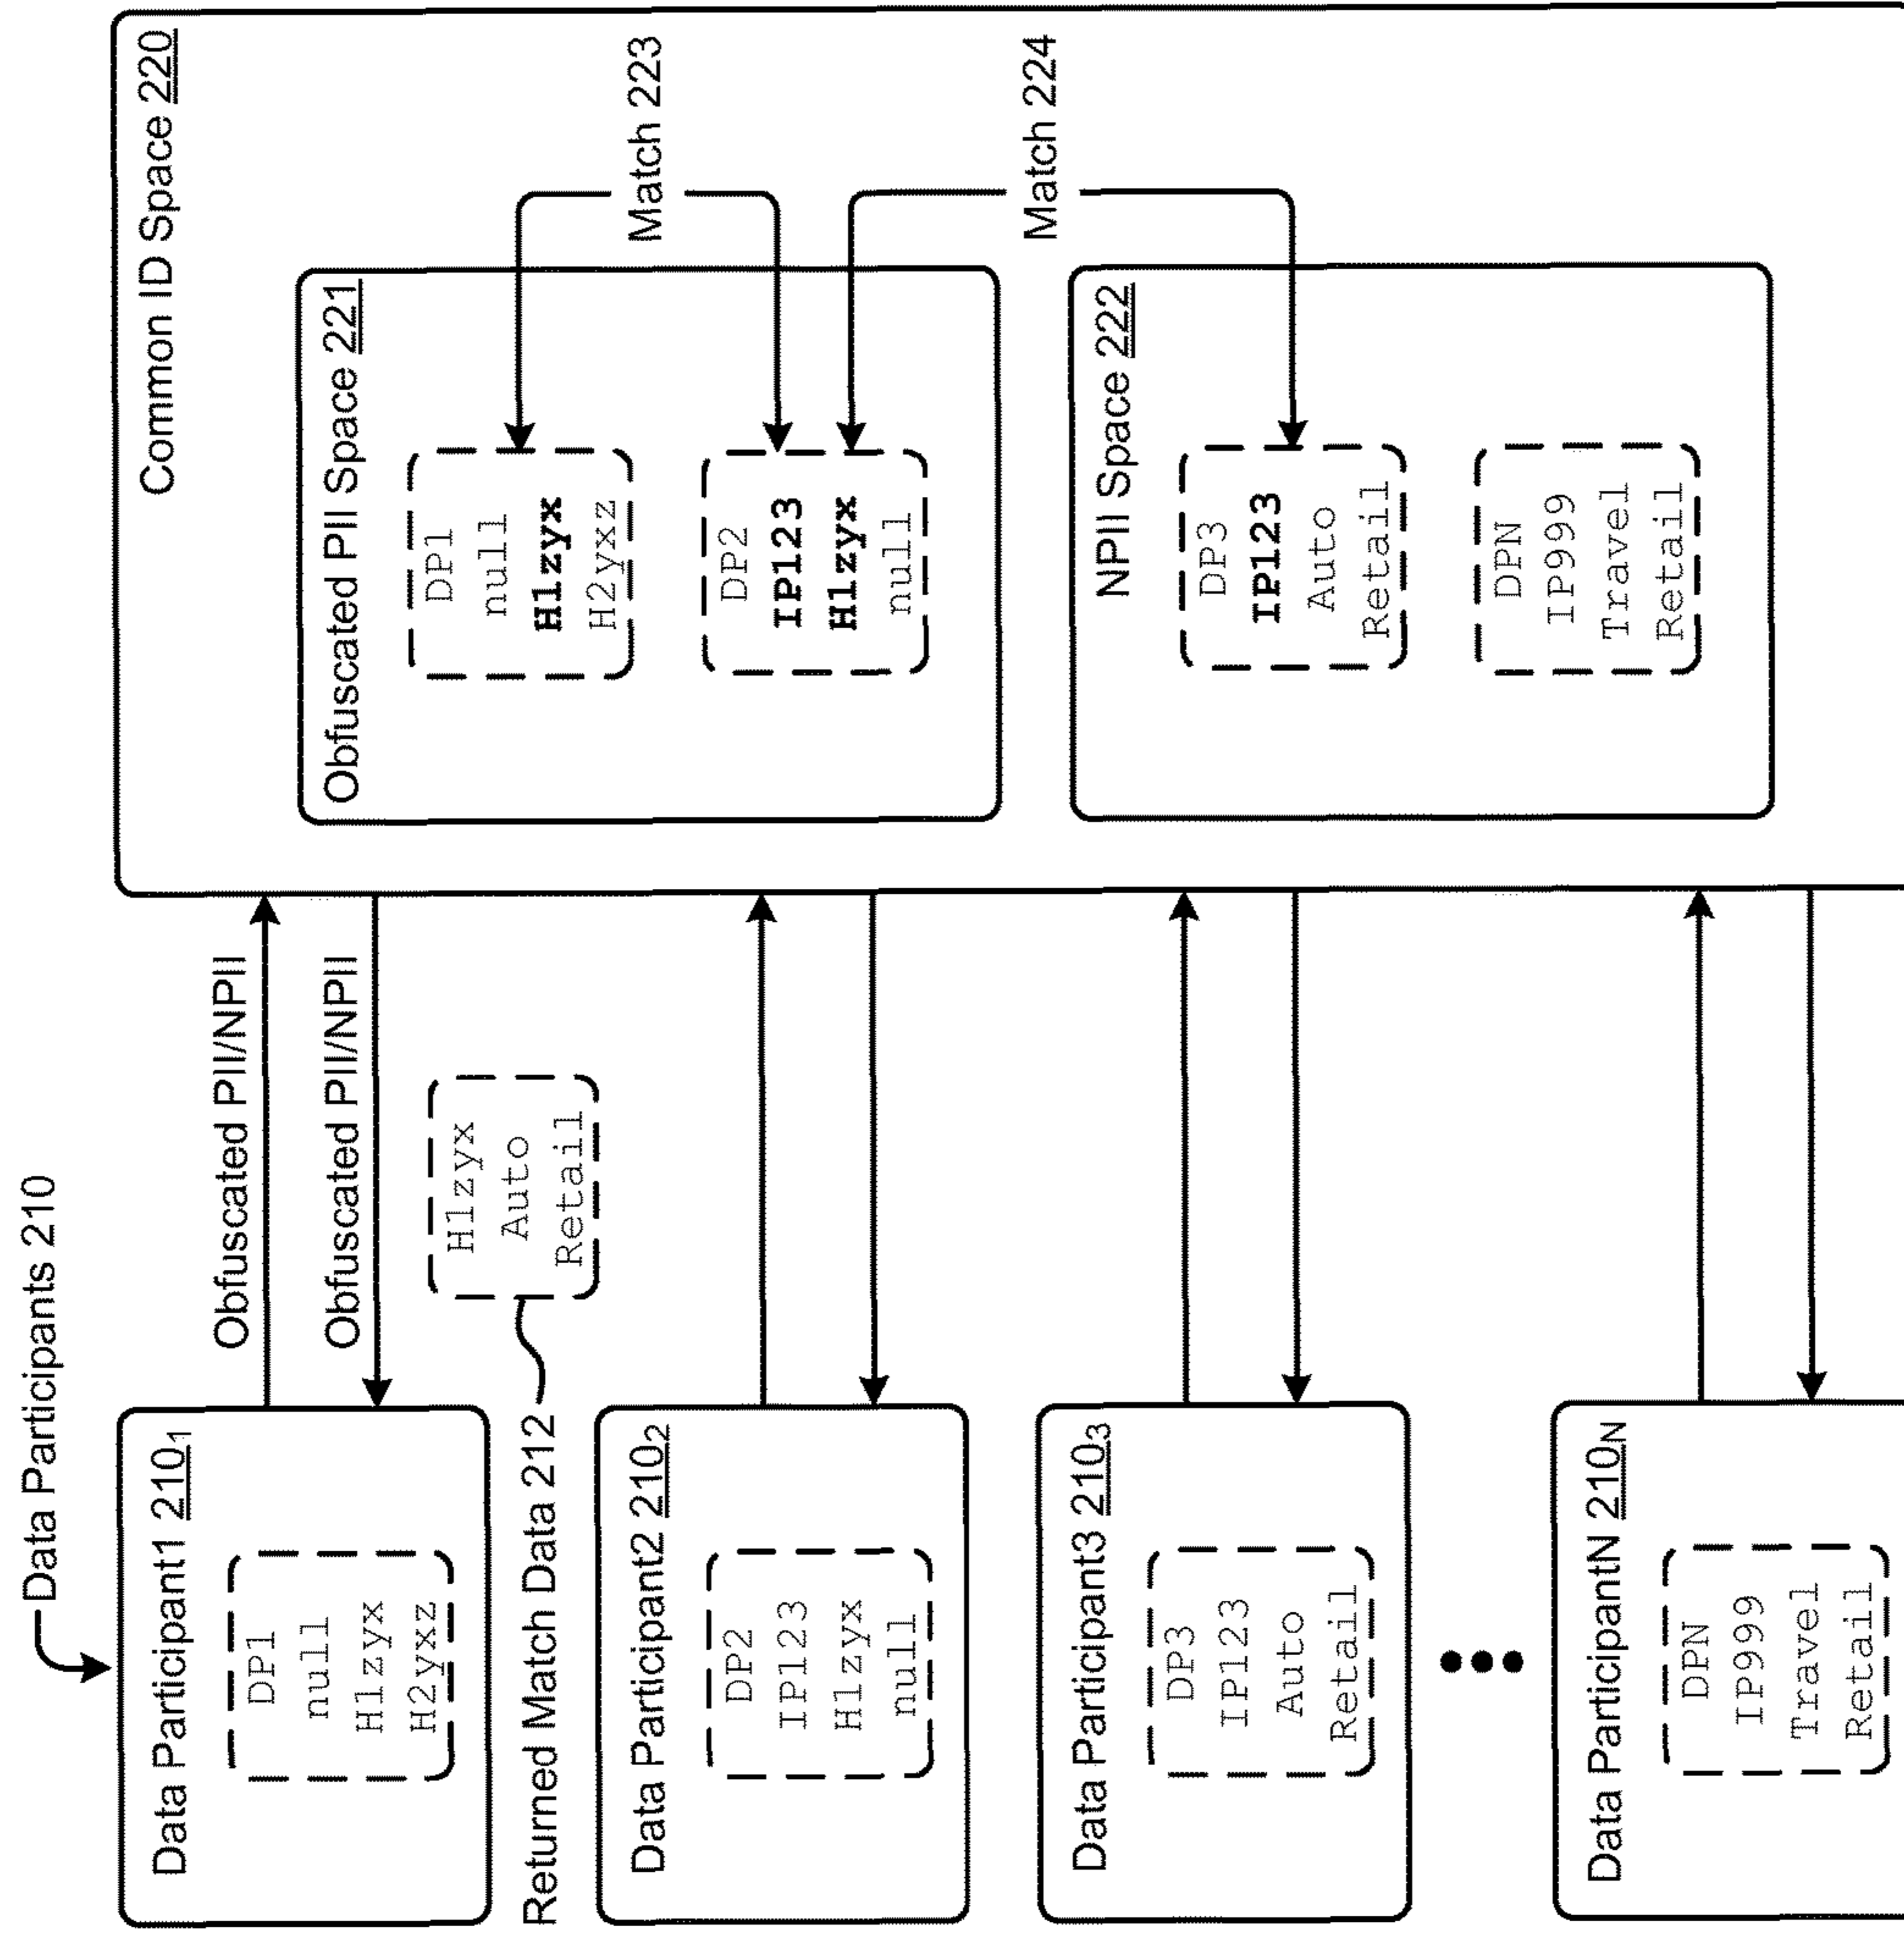 Data Participants 210
Data Participant1 210₁
DP1
null
H1zyx
H2yxz
Obfuscated PII/NPII
Obfuscated PII/NPII
Returned Match Data 212
H1zyx
Auto
Retail
Data Participant2 210₂
DP2
IP123
H1zyx
null
Data Participant3 210₃
DP3
IP123
Auto
Retail
Data ParticipantN 210N
DPN
IP999
Travel
Retail
Common ID Space 220
Obfuscated PII Space 221
DP1
null
H1zyx
H2yxz
DP2
IP123
H1zyx
null
Match 223
Match 224
NPII Space 222
DP3
IP123
Auto
Retail
DPN
IP999
Travel
Retail